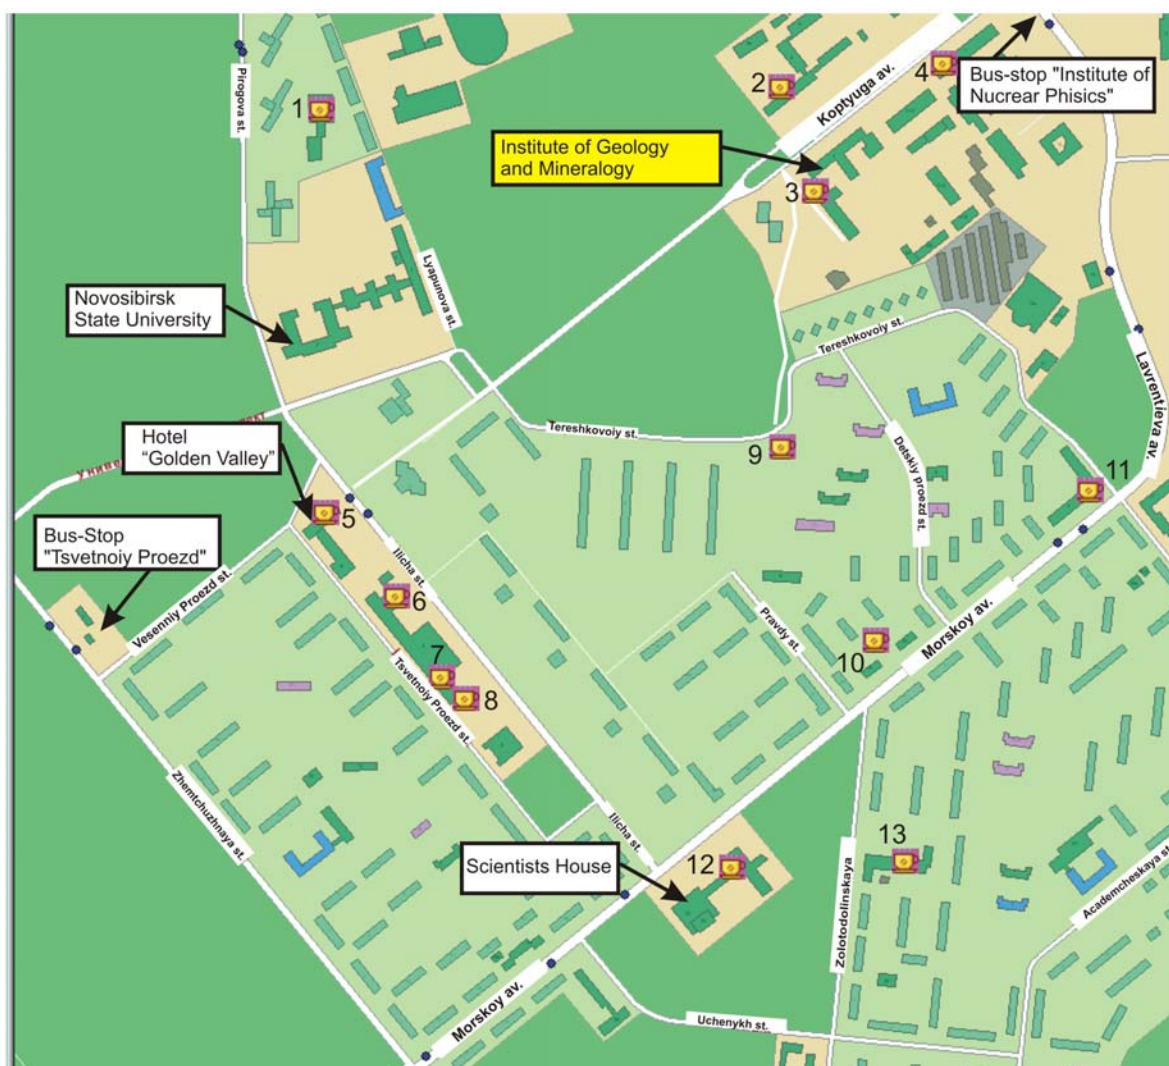 Pirogova st.
1
2
4
Koptyuga av.
Bus-stop "Institute of
Nucrear Phisics"
Institute of Geology
and Mineralogy
3
Lyapunova st.
Novosibirsk
State University
Tereshkovoiy st.
Lavrentieva av.
Hotel
"Golden Valley"
Tereshkovoiy st.
9
Detskiy proezd st.
11
5
Bus-Stop
"Tsvetnoiy Proezd"
Ilicha st.
Vesenniy Proezd st.
6
Pravdy st.
Morskoy av.
10
7
8
Tsvetnoiy Proezd st.
Zhemtchuzhnaya st.
Ilicha st.
Scientists House
12
13
Zolotodolinskaya
Academcheskaya st.
Morskoy av.
Uchenykh st.